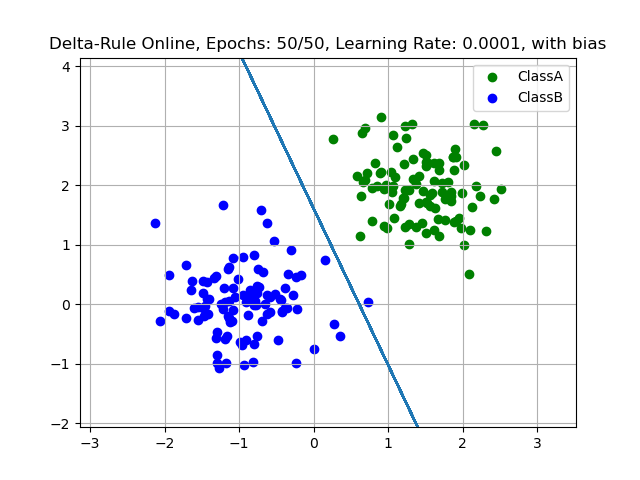 Delta-Rule Online, Epochs: 50/50, Learning Rate: 0.0001, with bias
ClassA
ClassB
4
3
2
1
0
−1
−2
−3 −2 −1 0 1 2 3